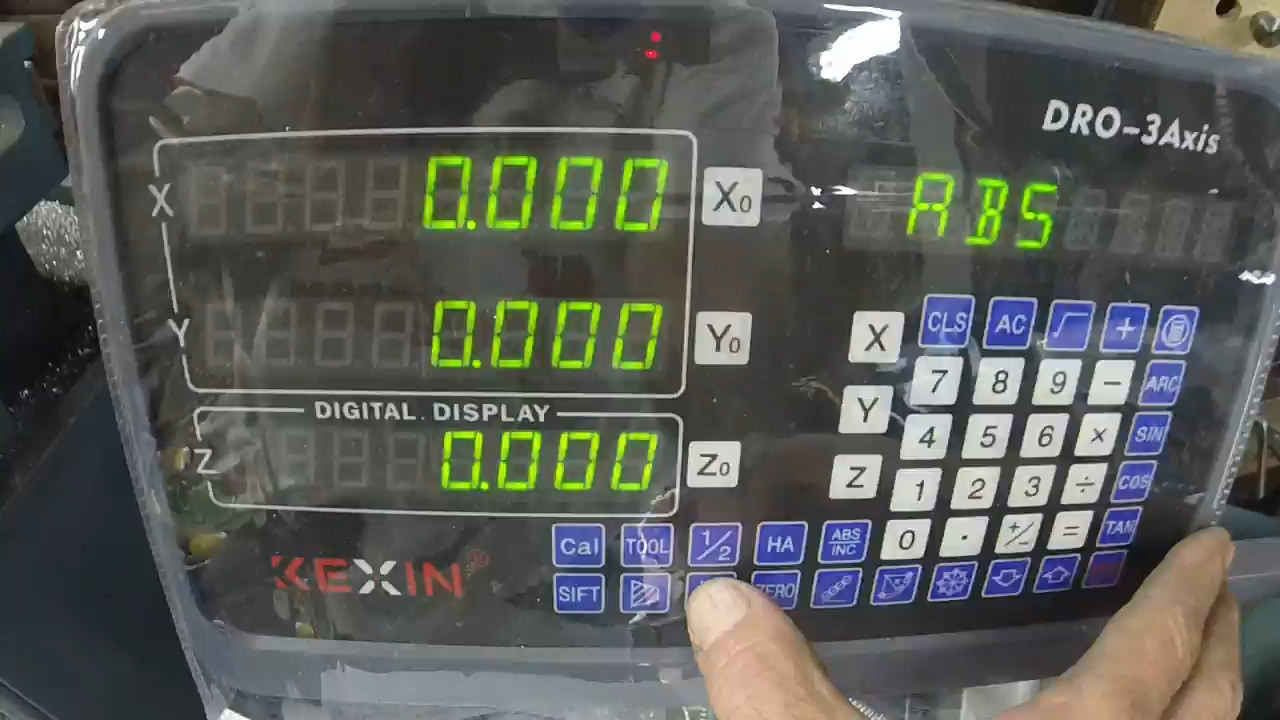 DRO-3Axis
X 0.000 X0 ABS
Y 0.000 Y0
DIGITAL DISPLAY
Z 0.000 Z0
X CLS AC √ +
7 8 9 − ARC
Y 4 5 6 × SIN
Z 1 2 3 ÷ COS
0 . +/− = TAN
Cal TOOL 1/2 HA ABS/INC
SIFT ZERO
KEXIN®